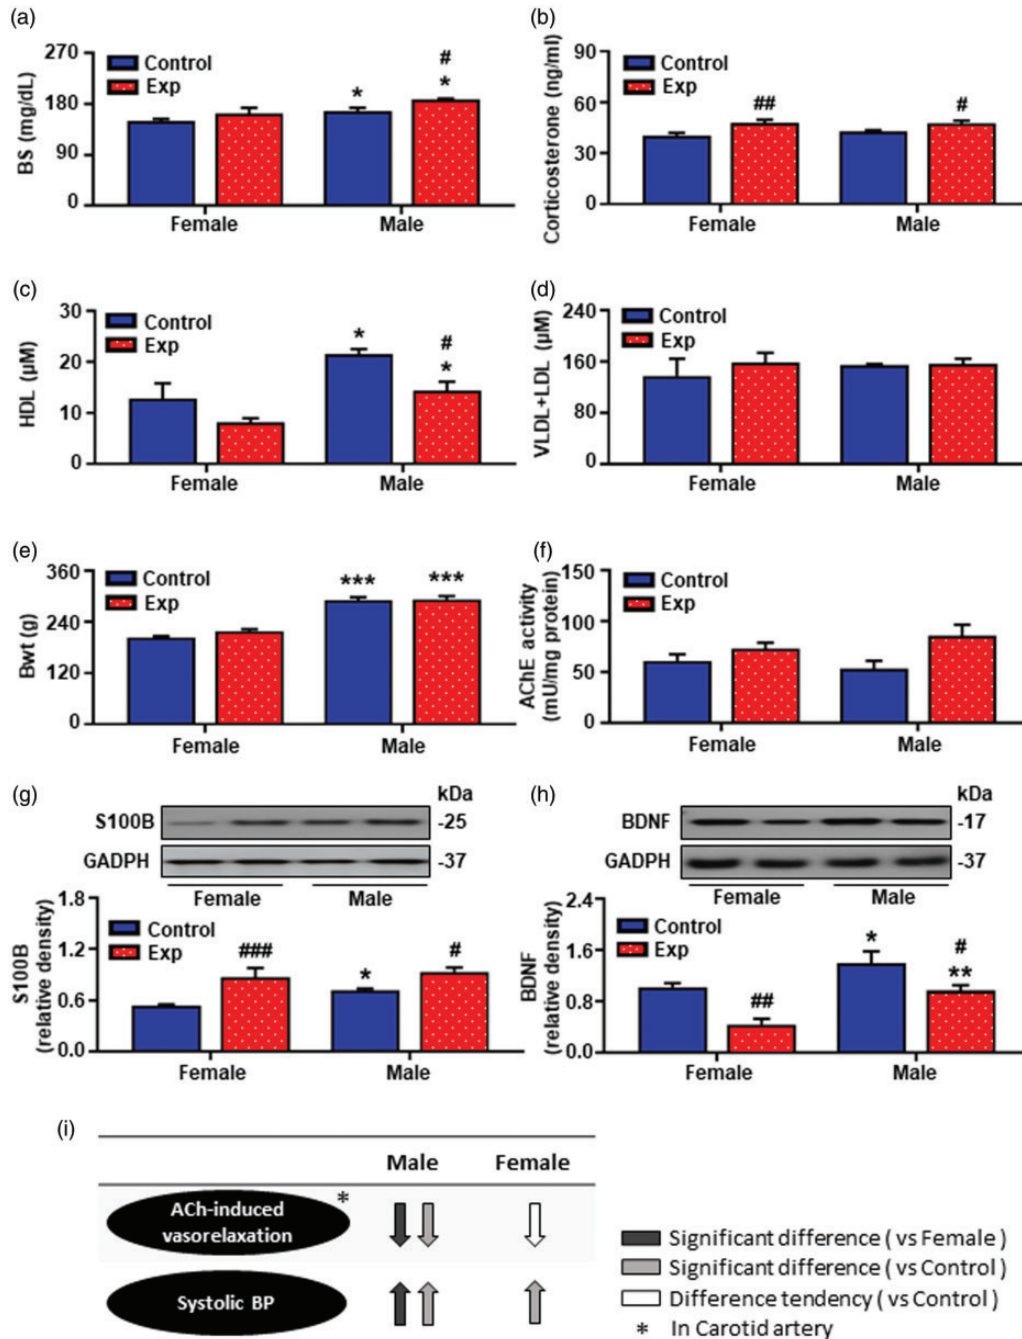 (a)
BS (mg/dL)
270
180
90
0
Control
Exp
*
#
*
Female
Male
(b)
Corticosterone (ng/ml)
90
60
30
0
Control
Exp
##
#
Female
Male
(c)
HDL (µM)
30
20
10
0
Control
Exp
*
#
*
Female
Male
(d)
VLDL+LDL (µM)
240
160
80
0
Control
Exp
Female
Male
(e)
Bwt (g)
360
240
120
0
Control
Exp
***
***
Female
Male
(f)
AChE activity
(mU/mg protein)
150
100
50
0
Control
Exp
Female
Male
(g)
kDa
S100B
-25
GADPH
-37
Female
Male
S100B
(relative density)
1.8
1.2
0.6
0.0
Control
Exp
###
*
#
Female
Male
(h)
kDa
BDNF
-17
GADPH
-37
Female
Male
BDNF
(relative density)
2.4
1.6
0.8
0.0
Control
Exp
##
*
#
**
Female
Male
(i)
Male Female
ACh-induced *
vasorelaxation
Systolic BP
Significant difference ( vs Female )
Significant difference ( vs Control )
Difference tendency ( vs Control )
* In Carotid artery